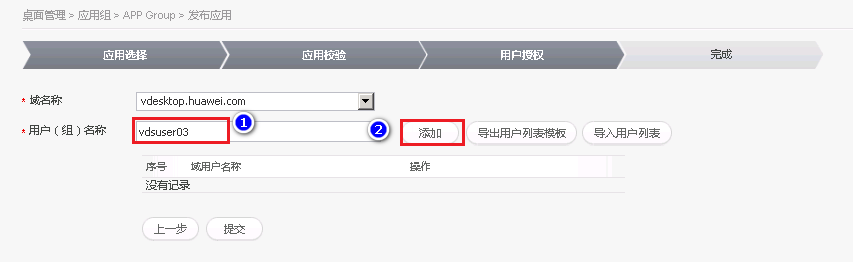 桌面管理 > 应用组 > APP Group > 发布应用
应用选择 应用校验 用户授权 完成
* 域名称 vdesktop.huawei.com
* 用户（组）名称 vdsuser03 1 2 添加 导出用户列表模板 导入用户列表
序号 域用户名称 操作
没有记录
上一步 提交